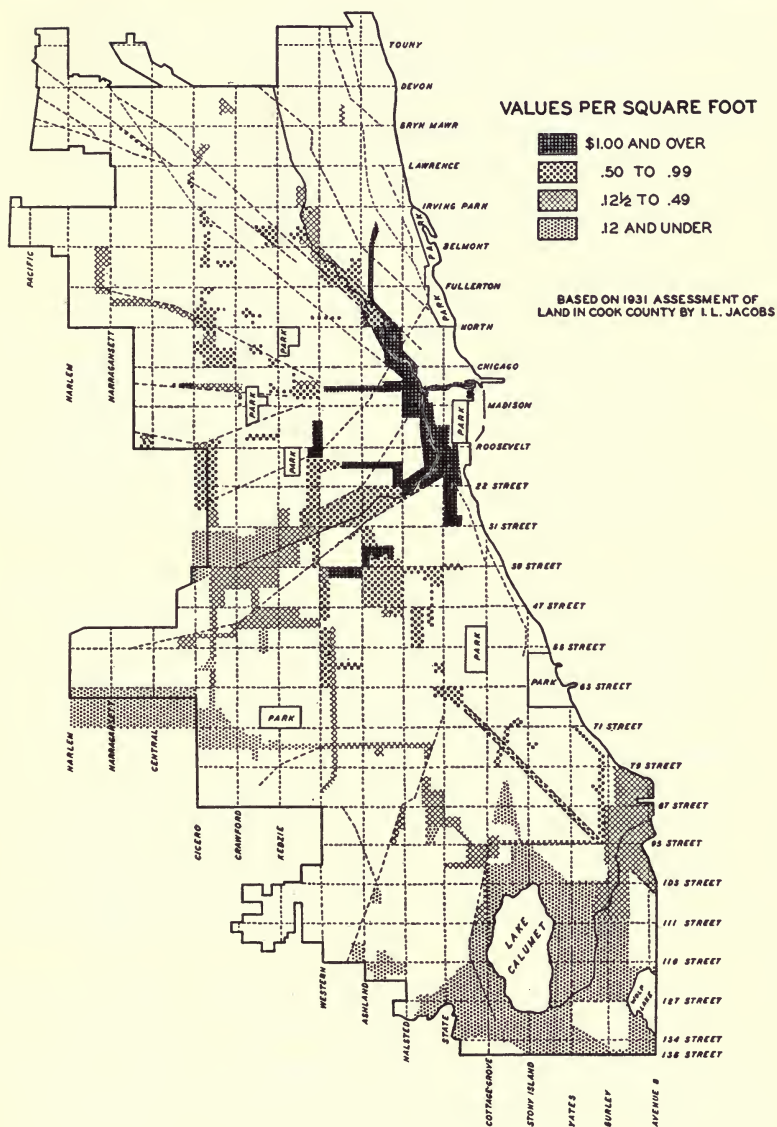 TOUHY
DEVON
BRYN MAWR
LAWRENCE
IRVING PARK
PARK
BELMONT
FULLERTON
PARK
NORTH
CHICAGO
MADISON
PARK
ROOSEVELT
22 STREET
31 STREET
39 STREET
47 STREET
55 STREET
63 STREET
71 STREET
79 STREET
87 STREET
95 STREET
103 STREET
111 STREET
119 STREET
127 STREET
134 STREET
138 STREET
VALUES PER SQUARE FOOT
$1.00 AND OVER
.50 TO .99
.12½ TO .49
.12 AND UNDER
BASED ON 1931 ASSESSMENT OF
LAND IN COOK COUNTY BY I. L. JACOBS
PACIFIC
HARLEM
NARRAGANSETT
PARK
PARK
PARK
PARK
PARK
PARK
HARLEM
NARRAGANSETT
CENTRAL
CICERO
CRAWFORD
KEDZIE
WESTERN
ASHLAND
HALSTED
STATE
COTTAGE GROVE
STONY ISLAND
YATES
BURLEY
AVENUE B
LAKE
CALUMET
WOLF
LAKE